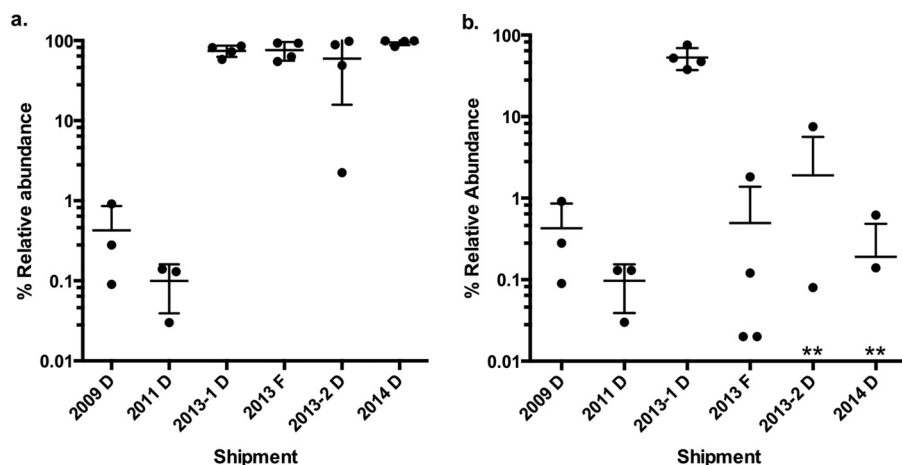 a.
% Relative abundance
100
10
1
0.1
0.01
2009 D
2011 D
2013-1 D
2013 F
2013-2 D
2014 D
Shipment
b.
% Relative Abundance
100
10
1
0.1
0.01
** **
2009 D
2011 D
2013-1 D
2013 F
2013-2 D
2014 D
Shipment